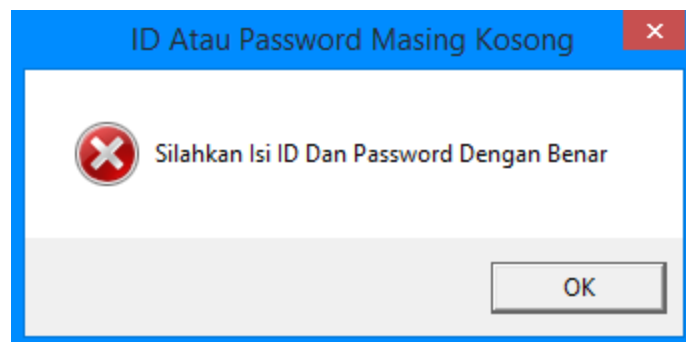 ID Atau Password Masing Kosong
Silahkan Isi ID Dan Password Dengan Benar
OK